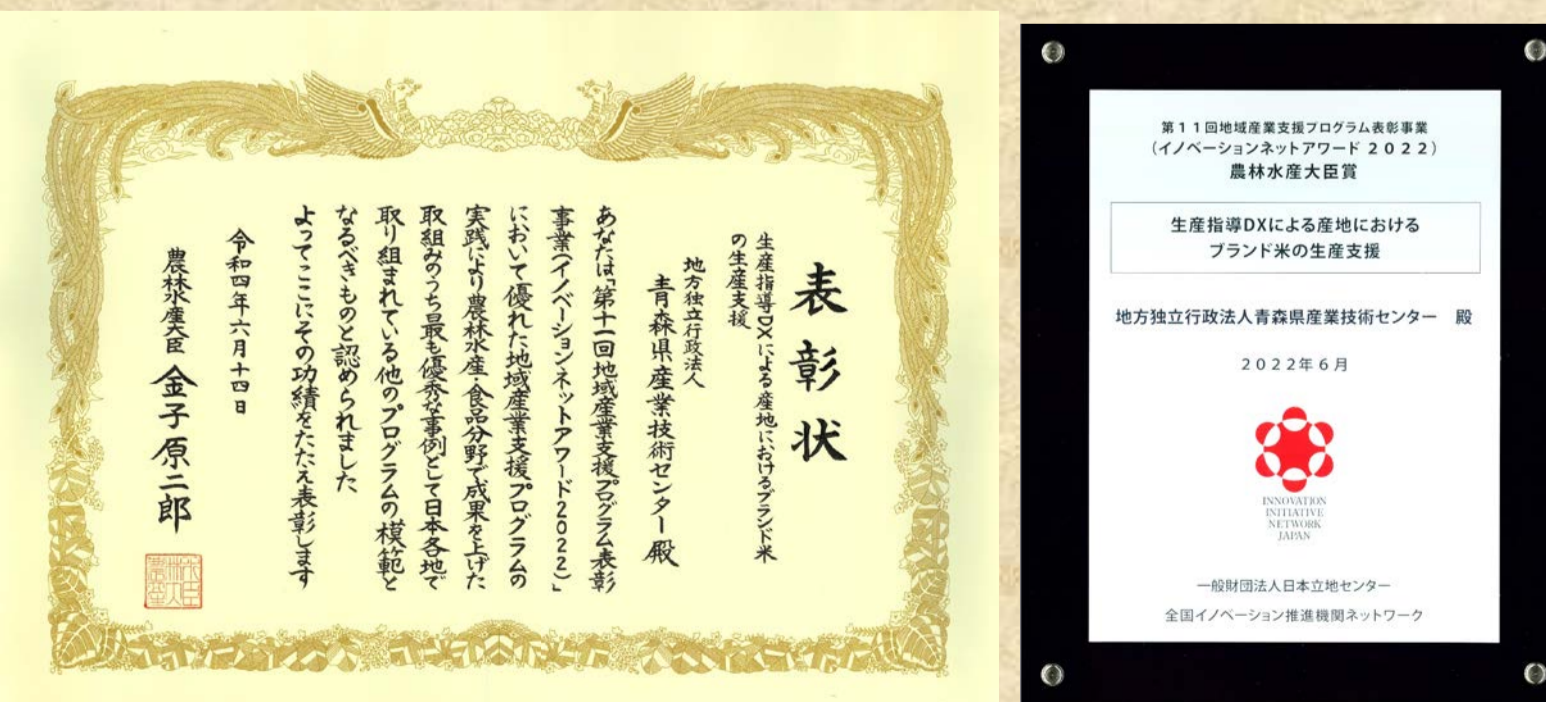 表彰状
生産指導DXによる産地におけるブランド米
の生産支援
地方独立行政法人
青森県産業技術センター 殿
あなたは「第十一回地域産業支援プログラム表彰
事業(イノベーションネットアワード2022)」
において優れた地域産業支援プログラムの
実践により農林水産・食品分野で成果を上げた
取組みのうち最も優秀な事例として日本各地で
取り組まれている他のプログラムの模範と
なるべきものと認められました
よってここにその功績をたたえ表彰します
令和四年六月十四日
農林水産大臣 金子原二郎
第11回地域産業支援プログラム表彰事業
(イノベーションネットアワード 2022)
農林水産大臣賞
生産指導DXによる産地における
ブランド米の生産支援
地方独立行政法人青森県産業技術センター 殿
2022年6月
INNOVATION
INITIATIVE
NETWORK
JAPAN
一般財団法人日本立地センター
全国イノベーション推進機関ネットワーク